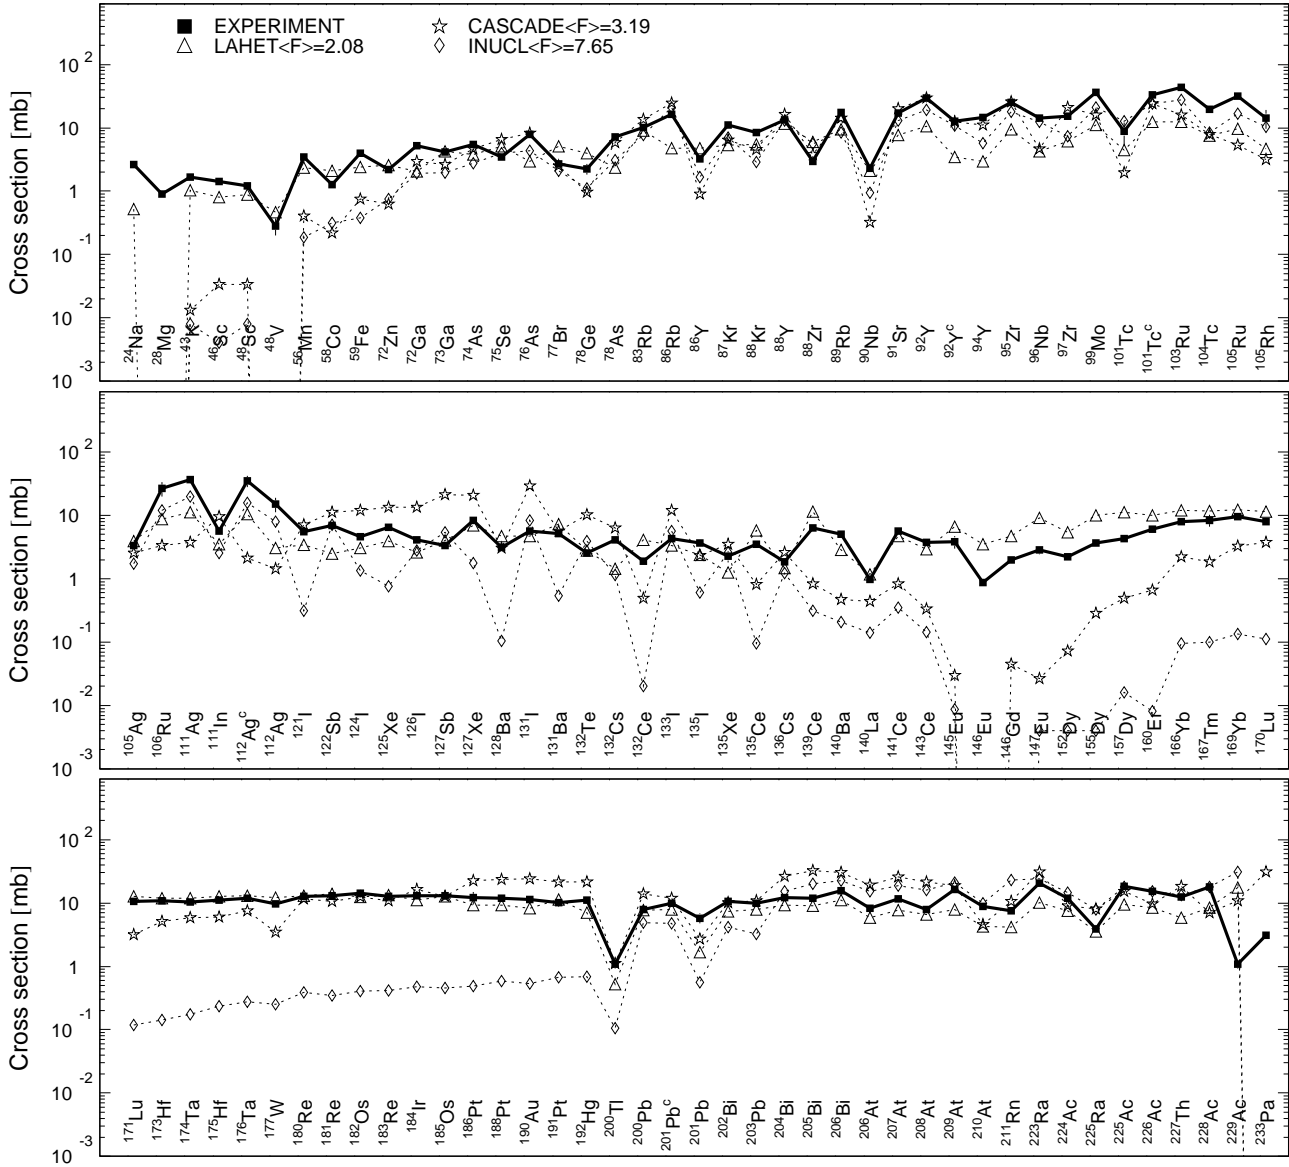 EXPERIMENT
CASCADE<F>=3.19
LAHET<F>=2.08
INUCL<F>=7.65
Cross section [mb]
10 2
10
1
10 -1
10 -2
10 -3
24Na 28Mg 43K 46Sc 48Sc 48V 56Mn 58Co 59Fe 72Zn 72Ga 73Ga 74As 75Se 76As 77Br 78Ge 78As 83Rb 86Rb 86Y 87Kr 88Kr 88Y 88Zr 89Rb 90Nb 91Sr 92Y 92Yc 94Y 95Zr 96Nb 97Zr 99Mo 101Tc 101Tcc 103Ru 104Tc 105Ru 105Rh
Cross section [mb]
10 2
10
1
10 -1
10 -2
10 -3
105Ag 106Ru 111Ag 111In 112Agc 112Ag 121I 122Sb 124I 125Xe 126I 127Sb 127Xe 128Ba 131I 131Ba 132Te 132Cs 132Ce 133I 135I 135Xe 135Ce 136Cs 139Ce 140Ba 140La 141Ce 143Ce 145Eu 146Eu 146Gd 147Eu 152Dy 155Dy 157Dy 160Er 166Yb 167Tm 169Yb 170Lu
Cross section [mb]
10 2
10
1
10 -1
10 -2
10 -3
171Lu 173Hf 174Ta 175Hf 176Ta 177W 180Re 181Re 182Os 183Re 184Ir 185Os 186Pt 188Pt 190Au 191Pt 192Hg 200Tl 200Pb 201Pbc 201Pb 202Bi 203Pb 204Bi 205Bi 206Bi 206At 207At 208At 209At 210At 211Rn 223Ra 224Ac 225Ra 225Ac 226Ac 227Th 228Ac 229Ac 233Pa